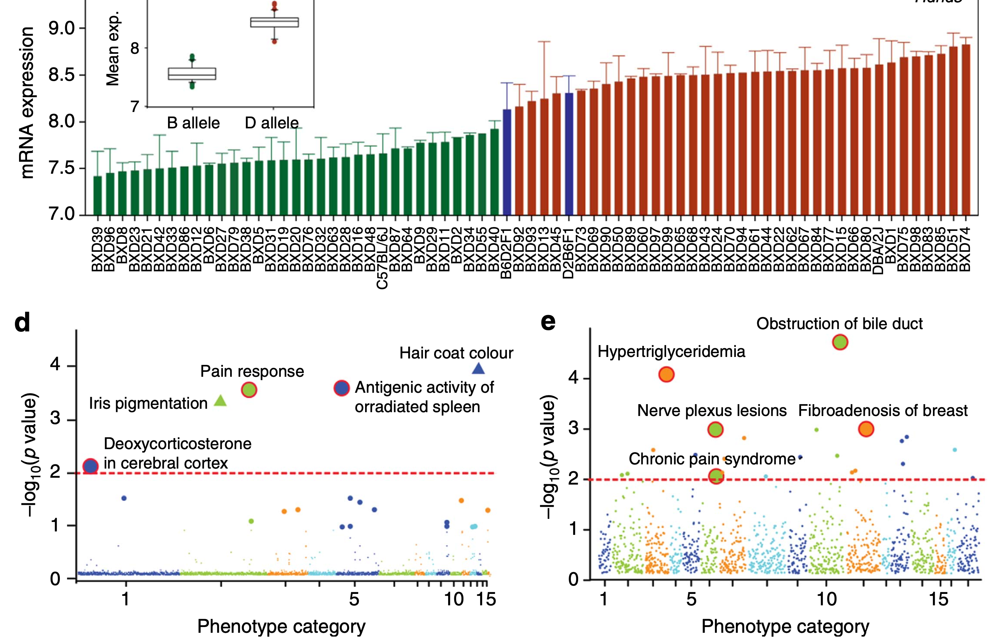 mRNA expression
9.0
8.5
8.0
7.5
7.0
Mean exp.
8
7
B allele
D allele
BXD39
BXD96
BXD8
BXD23
BXD21
BXD42
BXD33
BXD86
BXD12
BXD6
BXD27
BXD79
BXD38
BXD5
BXD31
BXD19
BXD20
BXD76
BXD32
BXD63
BXD28
BXD16
BXD48
C57BL/6J
BXD87
BXD64
BXD9
BXD29
BXD11
BXD2
BXD34
BXD55
BXD40
B6D2F1
BXD92
BXD93
BXD13
BXD45
D2B6F1
BXD73
BXD69
BXD90
BXD50
BXD89
BXD60
BXD97
BXD99
BXD65
BXD68
BXD43
BXD24
BXD70
BXD94
BXD61
BXD44
BXD22
BXD62
BXD67
BXD84
BXD77
BXD15
BXD66
BXD80
DBA/2J
BXD1
BXD75
BXD98
BXD83
BXD85
BXD51
BXD74
d
–log10(p value)
4
3
2
1
0
Hair coat colour
Pain response
Antigenic activity of
orradiated spleen
Iris pigmentation
Deoxycorticosterone
in cerebral cortex
1
5
10
15
Phenotype category
e
–log10(p value)
4
3
2
1
0
Obstruction of bile duct
Hypertriglyceridemia
Nerve plexus lesions
Fibroadenosis of breast
Chronic pain syndrome
1
5
10
15
Phenotype category